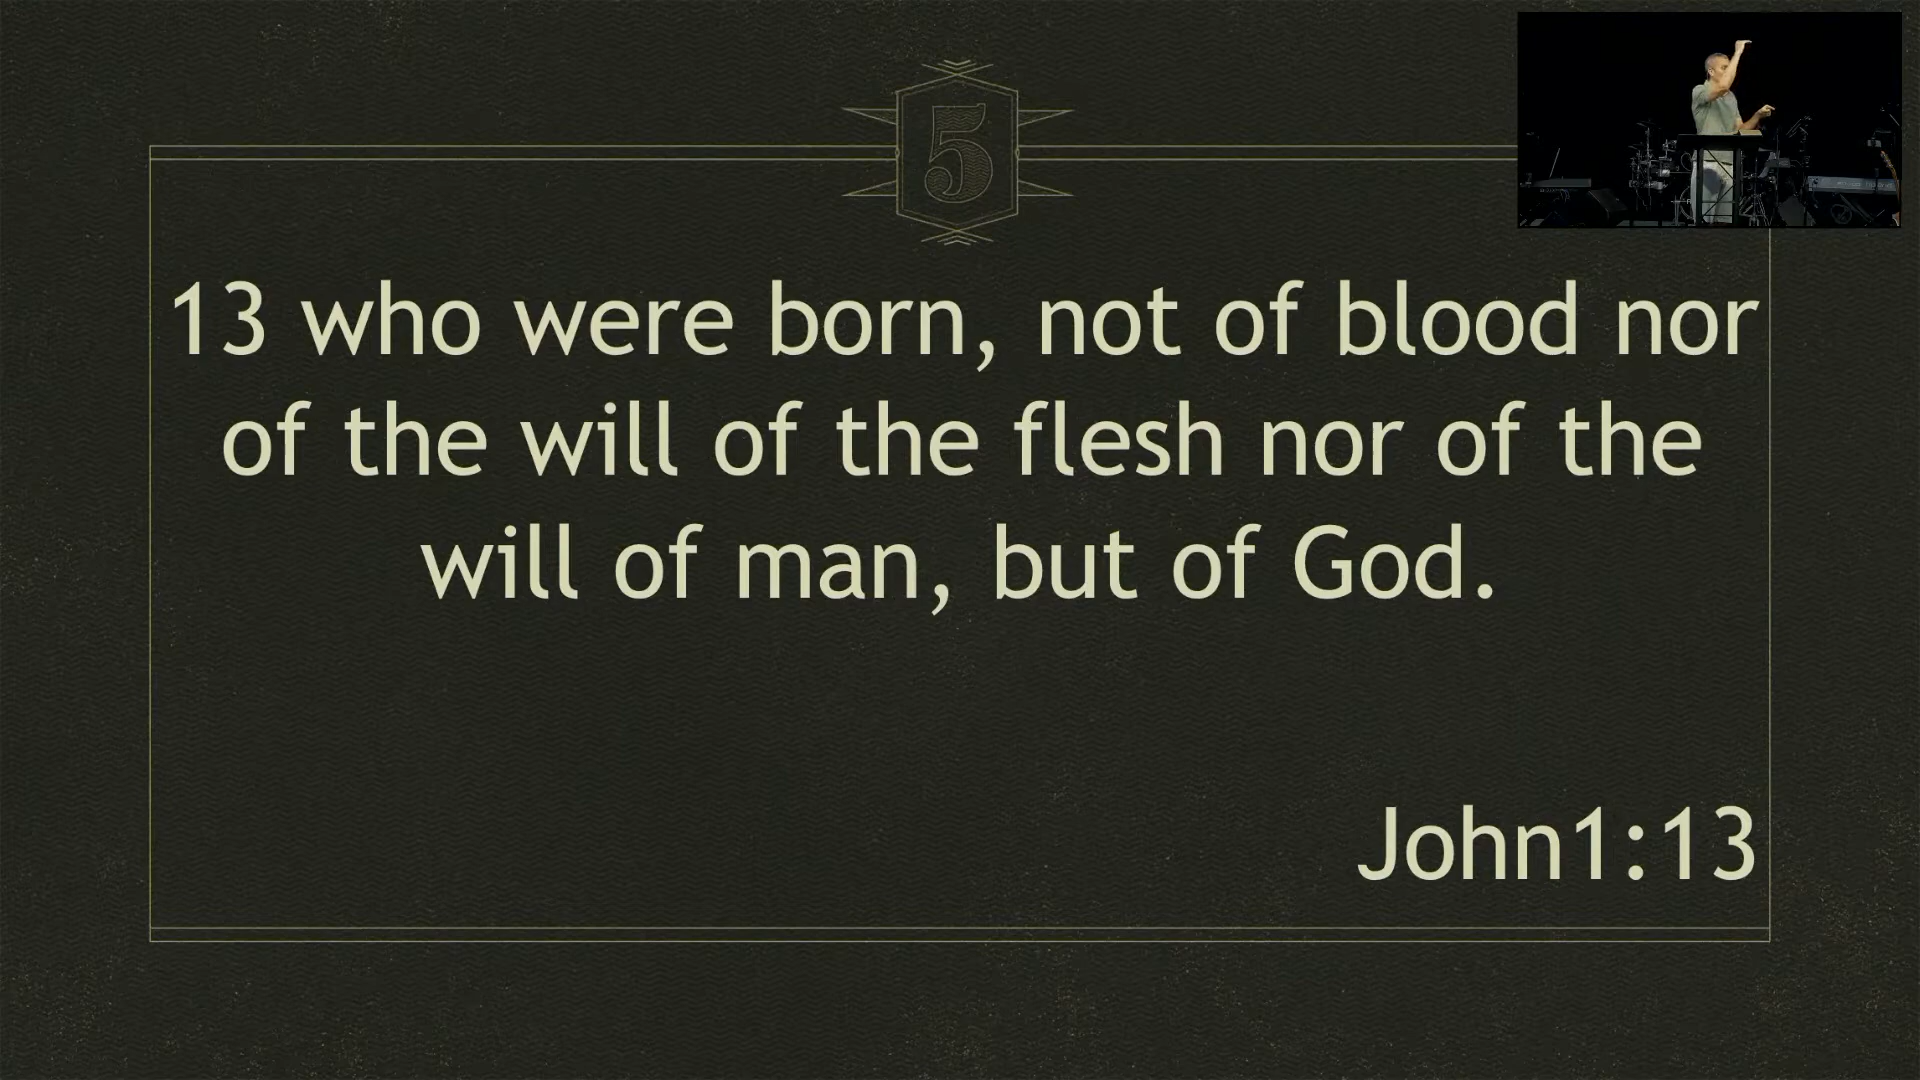 5
13 who were born, not of blood nor
of the will of the flesh nor of the
will of man, but of God.
John1:13